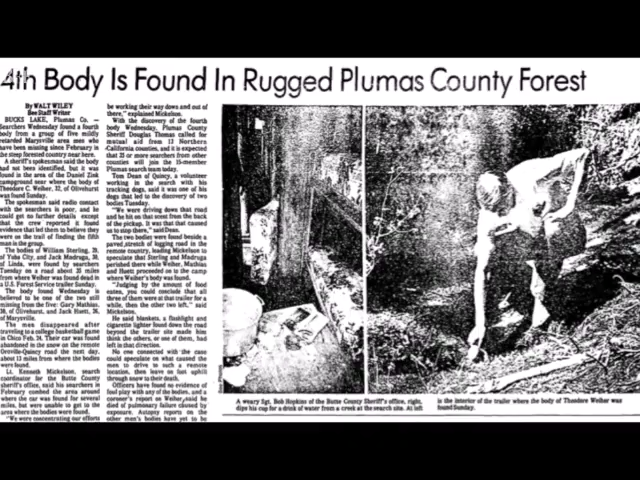 4th Body Is Found In Rugged Plumas County Forest
By WALT WILEY
Bee Staff Writer
BUCKS LAKE, Plumas Co. —
Searchers Wednesday found a fourth
body from a group of five mildly
retarded Marysville area men who
have been missing since February in
the steep forested country near here.
A sheriff's spokesman said the body
had not been identified, but it was
found in the area of the Daniel Zink
campground near where the body of
Theodore C. Weiher, 32, of Olivehurst
was found Sunday.
The spokesman said radio contact
with the searchers is poor, and he
could get no further details except
that the crew reported it found
evidence that led them to believe they
were on the trail of finding the fifth
man in the group.
The bodies of William Sterling, 29,
of Yuba City, and Jack Madruga, 30,
of Linda, were found by searchers
Tuesday on a road about 25 miles
from where Weiher was found dead in
a U.S. Forest Service trailer Sunday.
The body found Wednesday is
believed to be one of the two still
missing from the five: Gary Mathias,
of Olivehurst, and Jack Huett,
of Marysville.
The men disappeared after
traveling to a college basketball game
in Chico Feb. 24. Their car was found
abandoned in the snow on the remote
Oroville-Quincy road the next day,
about 13 miles from where the bodies
were found.
Lt. Kenneth Mickelson, search
coordinator for the Butte County
sheriff's office, said his searchers in
February combed the area around
where the car was found for several
miles, but were unable to get to the
area where the bodies were found.
"We were concentrating our efforts
be working their way down and out of
there," explained Mickelson.
With the discovery of the fourth
body Wednesday, Plumas County
Sheriff Douglas Thomas called for
mutual aid from 13 Northern
California counties, and it is expected
that 25 or more searchers from other
counties will join the 15-member
Plumas search team today.
Tom Dean of Quincy, a volunteer
working in the search with his
tracking dogs, said it was one of his
dogs that led to the discovery of two
bodies Tuesday.
"We were driving down that road
and he hit on that scent from the back
of the pickup. It was that that caused
us to stop there," said Dean.
The two bodies were found beside a
paved stretch of logging road in the
remote country, leading Mickelson to
speculate that Sterling and Madruga
perished there while Weiher, Mathias
and Huett proceeded on to the camp
where Weiher's body was found.
"Judging by the amount of food
eaten, you could conclude that all
three of them were at that trailer for a
while, then the other two left," said
Mickelson.
He said blankets, a flashlight and
cigarette lighter found down the road
beyond the trailer site made him
think the others, or one of them, had
left in that direction.
No one connected with the case
could speculate on what caused the
men to drive to such a remote
location, then leave on foot uphill
through snow to their death.
Officers have found no evidence of
foul play with any of the bodies, and a
coroner's report on Weiher said he
died of pulmonary failure caused by
exposure. Autopsy reports on the
other men's bodies have yet to be
A weary Sgt. Bob Hopkins of the Butte County Sheriff's office, right,
dips his cup for a drink of water from a creek at the search site. At left
is the interior of the trailer where the body of Theodore Weiher was
found Sunday.